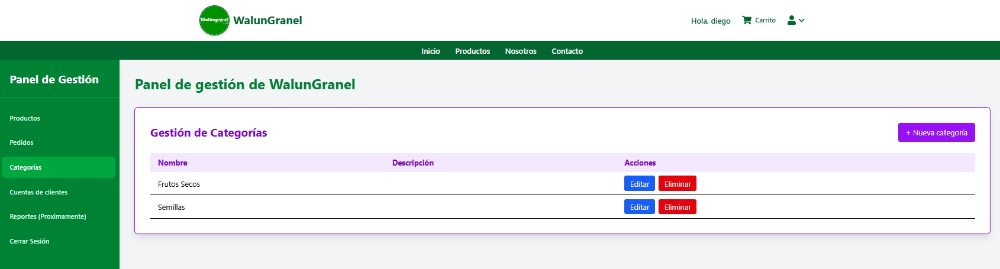 WalunGranel WalunGranel
Hola, diego Carrito
Inicio Productos Nosotros Contacto
Panel de Gestión
Productos
Pedidos
Categorías
Cuentas de clientes
Reportes (Proximamente)
Cerrar Sesión
Panel de gestión de WalunGranel
Gestión de Categorías + Nueva categoría
Nombre Descripción Acciones
Frutos Secos Editar Eliminar
Semillas Editar Eliminar